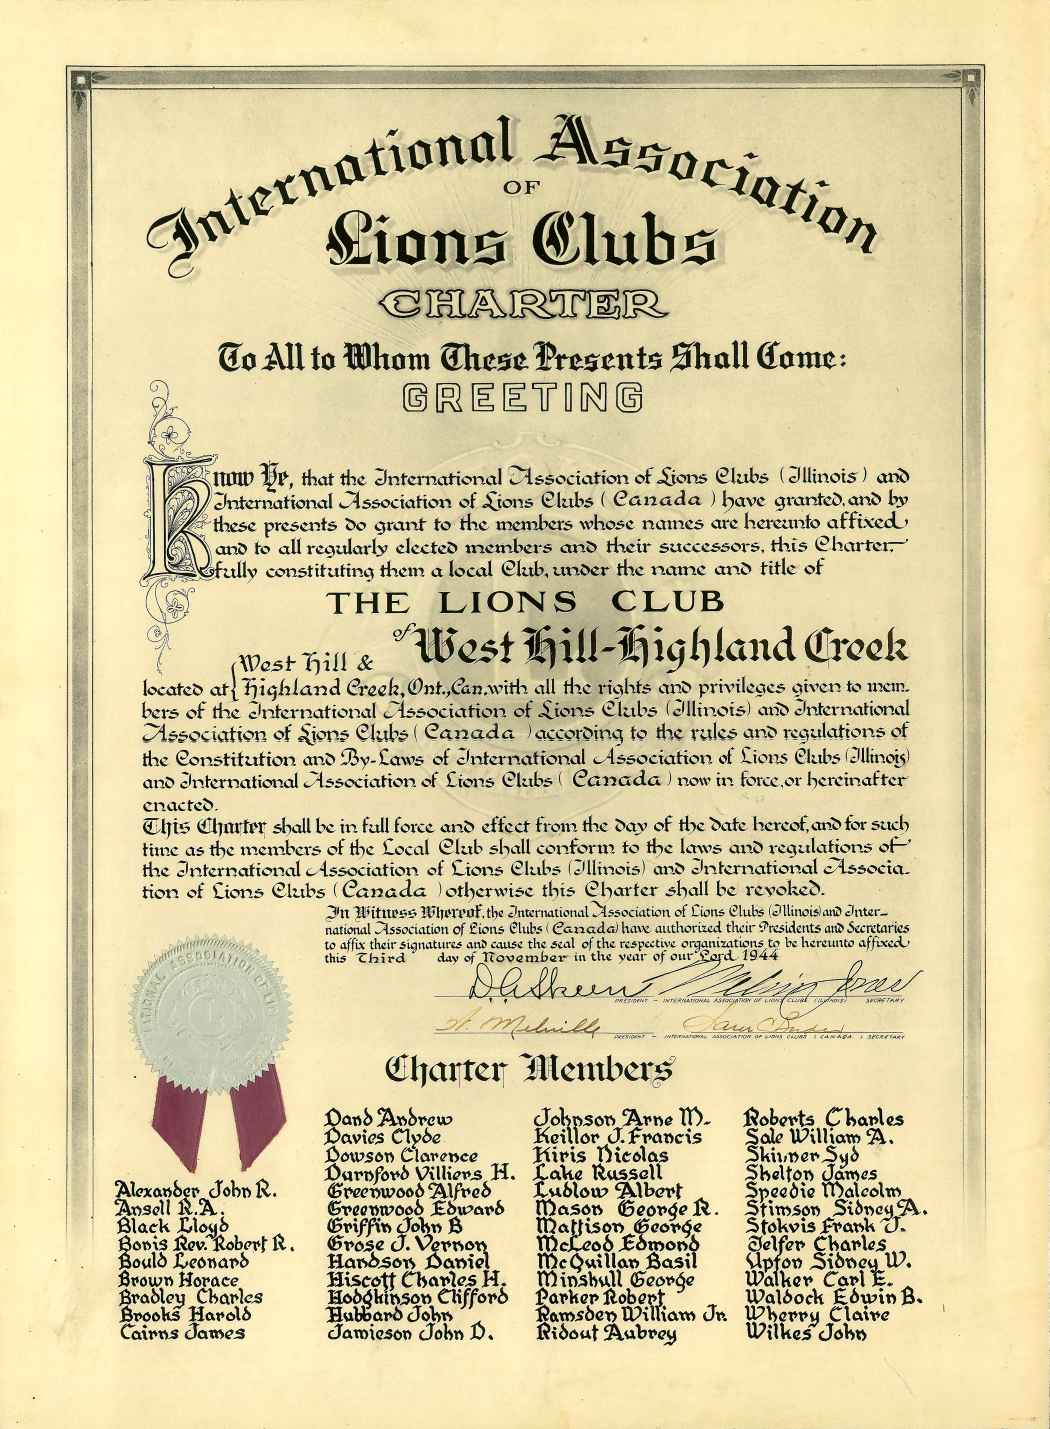 International Association
OF
Lions Clubs
CHARTER
To All to Whom These Presents Shall Come:
GREETING
Know Ye, that the International Association of Lions Clubs (Illinois) and
International Association of Lions Clubs (Canada) have granted, and by
these presents do grant to the members whose names are hereunto affixed
and to all regularly elected members and their successors, this Charter
fully constituting them a local Club, under the name and title of
THE LIONS CLUB
of West Hill-Highland Creek
West Hill &
located at Highland Creek, Ont., Can. with all the rights and privileges given to mem-
bers of the International Association of Lions Clubs (Illinois) and International
Association of Lions Clubs (Canada) according to the rules and regulations of
the Constitution and By-Laws of International Association of Lions Clubs (Illinois)
and International Association of Lions Clubs (Canada) now in force, or hereinafter
enacted.
This Charter shall be in full force and effect from the day of the date hereof, and for such
time as the members of the Local Club shall conform to the laws and regulations of
the International Association of Lions Clubs (Illinois) and International Associa-
tion of Lions Clubs (Canada) otherwise this Charter shall be revoked.
In Witness Whereof, the International Association of Lions Clubs (Illinois) and Inter-
national Association of Lions Clubs (Canada) have authorized their Presidents and Secretaries
to affix their signatures and cause the seal of the respective organizations to be hereunto affixed
this Third day of November in the year of our Lord 1944
D. A. Skeen Melvin Jones
PRESIDENT - INTERNATIONAL ASSOCIATION OF LIONS CLUBS (ILLINOIS) SECRETARY
Melville
PRESIDENT - INTERNATIONAL ASSOCIATION OF LIONS CLUBS (CANADA) SECRETARY
Charter Members
Alexander John R.
Ansell R.A.
Black Lloyd
Bonis Rev. Robert R.
Bould Leonard
Brown Horace
Bradley Charles
Brooks Harold
Cairns James
Dand Andrew
Davies Clyde
Dowson Clarence
Durnford Villiers H.
Greenwood Alfred
Greenwood Edward
Griffin John B
Grose J. Vernon
Handson Daniel
Hiscott Charles H.
Hodgkinson Clifford
Hubbard John
Jamieson John D.
Johnson Arne M.
Keillor J. Francis
Kiris Nicolas
Lake Russell
Ludlow Albert
Mason George R.
Mattison George
McLeod Edmond
McQuillan Basil
Minshull George
Parker Robert
Ramsden William Jr.
Ridout Aubrey
Roberts Charles
Sale William A.
Skinner Syd
Shelton James
Speedie Malcolm
Stimson Sidney A.
Stokvis Frank J.
Telfer Charles
Upton Sidney W.
Walker Carl E.
Waldock Edwin B.
Wherry Claire
Wilkes John